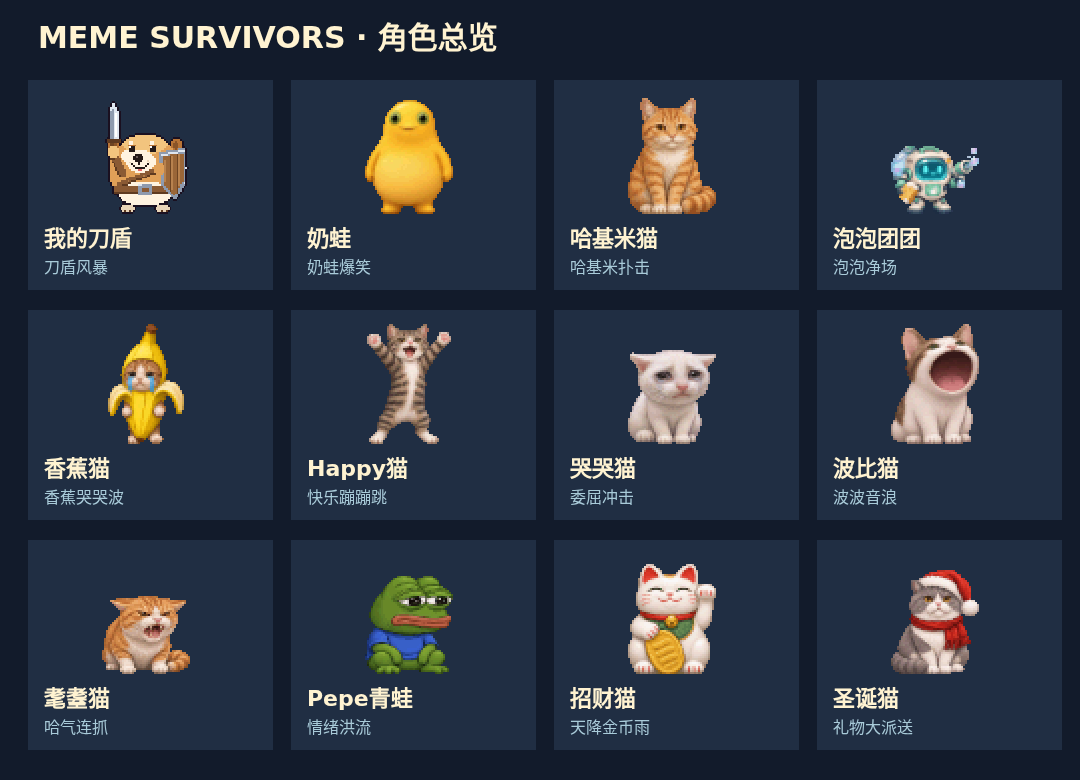 MEME SURVIVORS · 角色总览
我的刀盾
刀盾风暴
奶蛙
奶蛙爆笑
哈基米猫
哈基米扑击
泡泡团团
泡泡净场
香蕉猫
香蕉哭哭波
Happy猫
快乐蹦蹦跳
哭哭猫
委屈冲击
波比猫
波波音浪
耄耋猫
哈气连抓
Pepe青蛙
情绪洪流
招财猫
天降金币雨
圣诞猫
礼物大派送